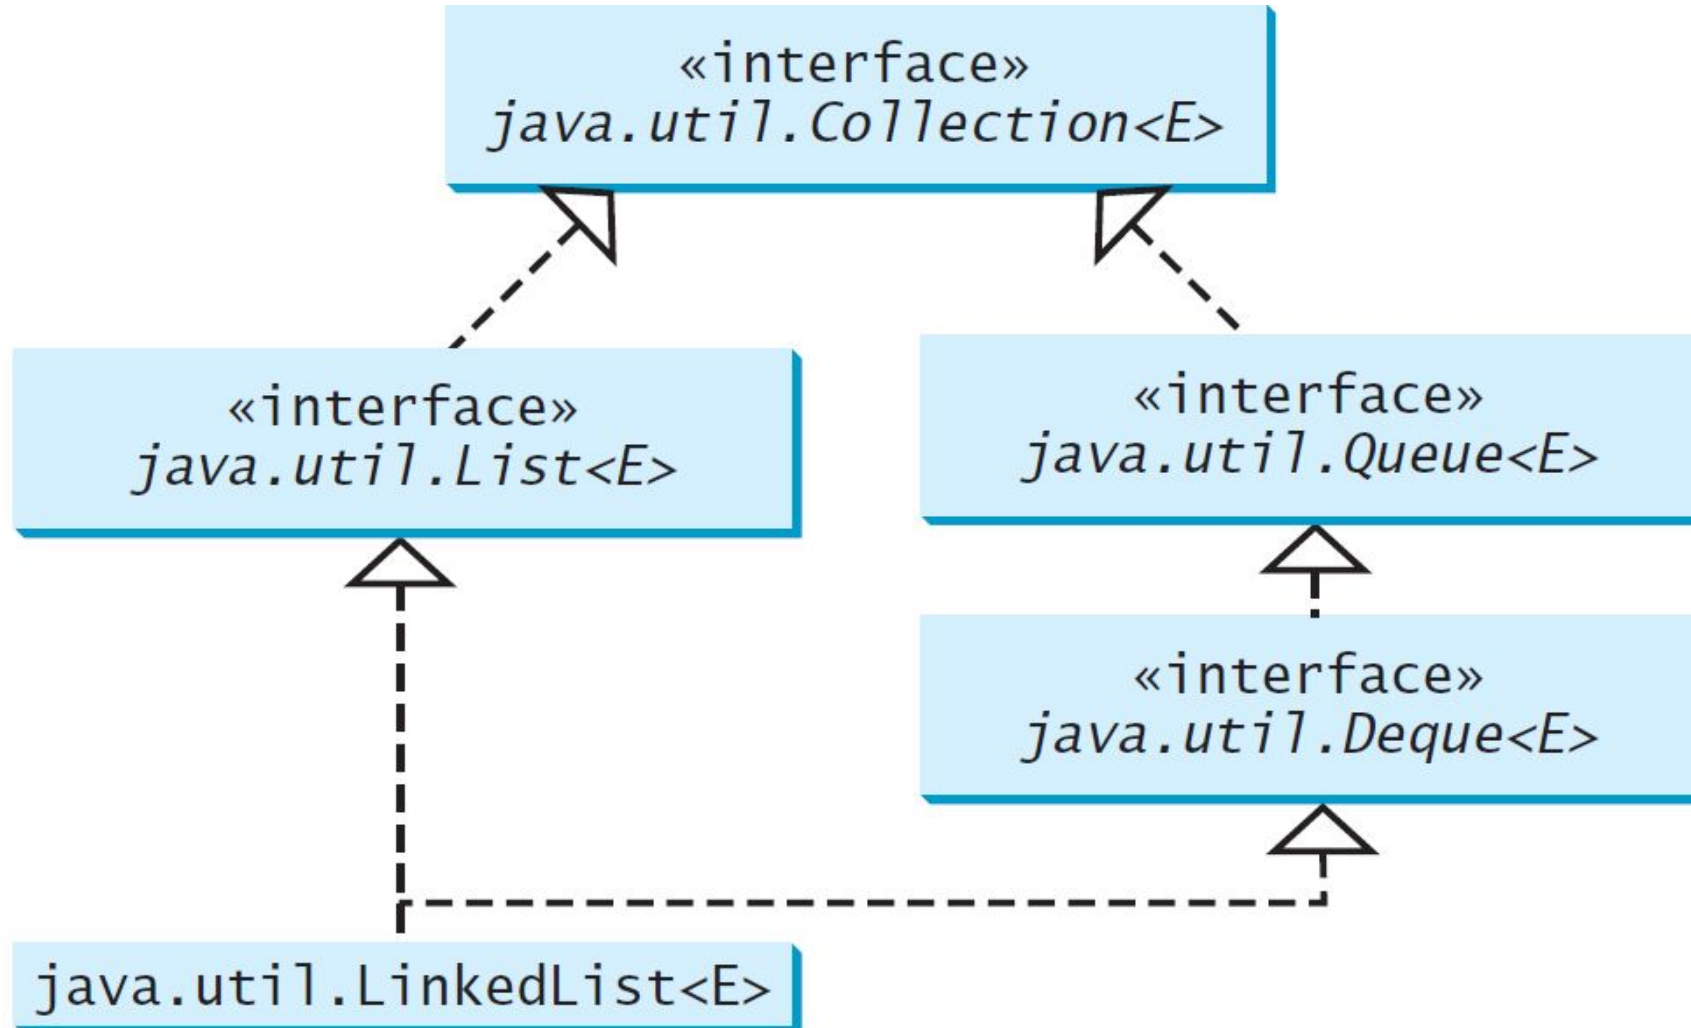 «interface»
java.util.Collection<E>
«interface»
java.util.List<E>
«interface»
java.util.Queue<E>
«interface»
java.util.Deque<E>
java.util.LinkedList<E>